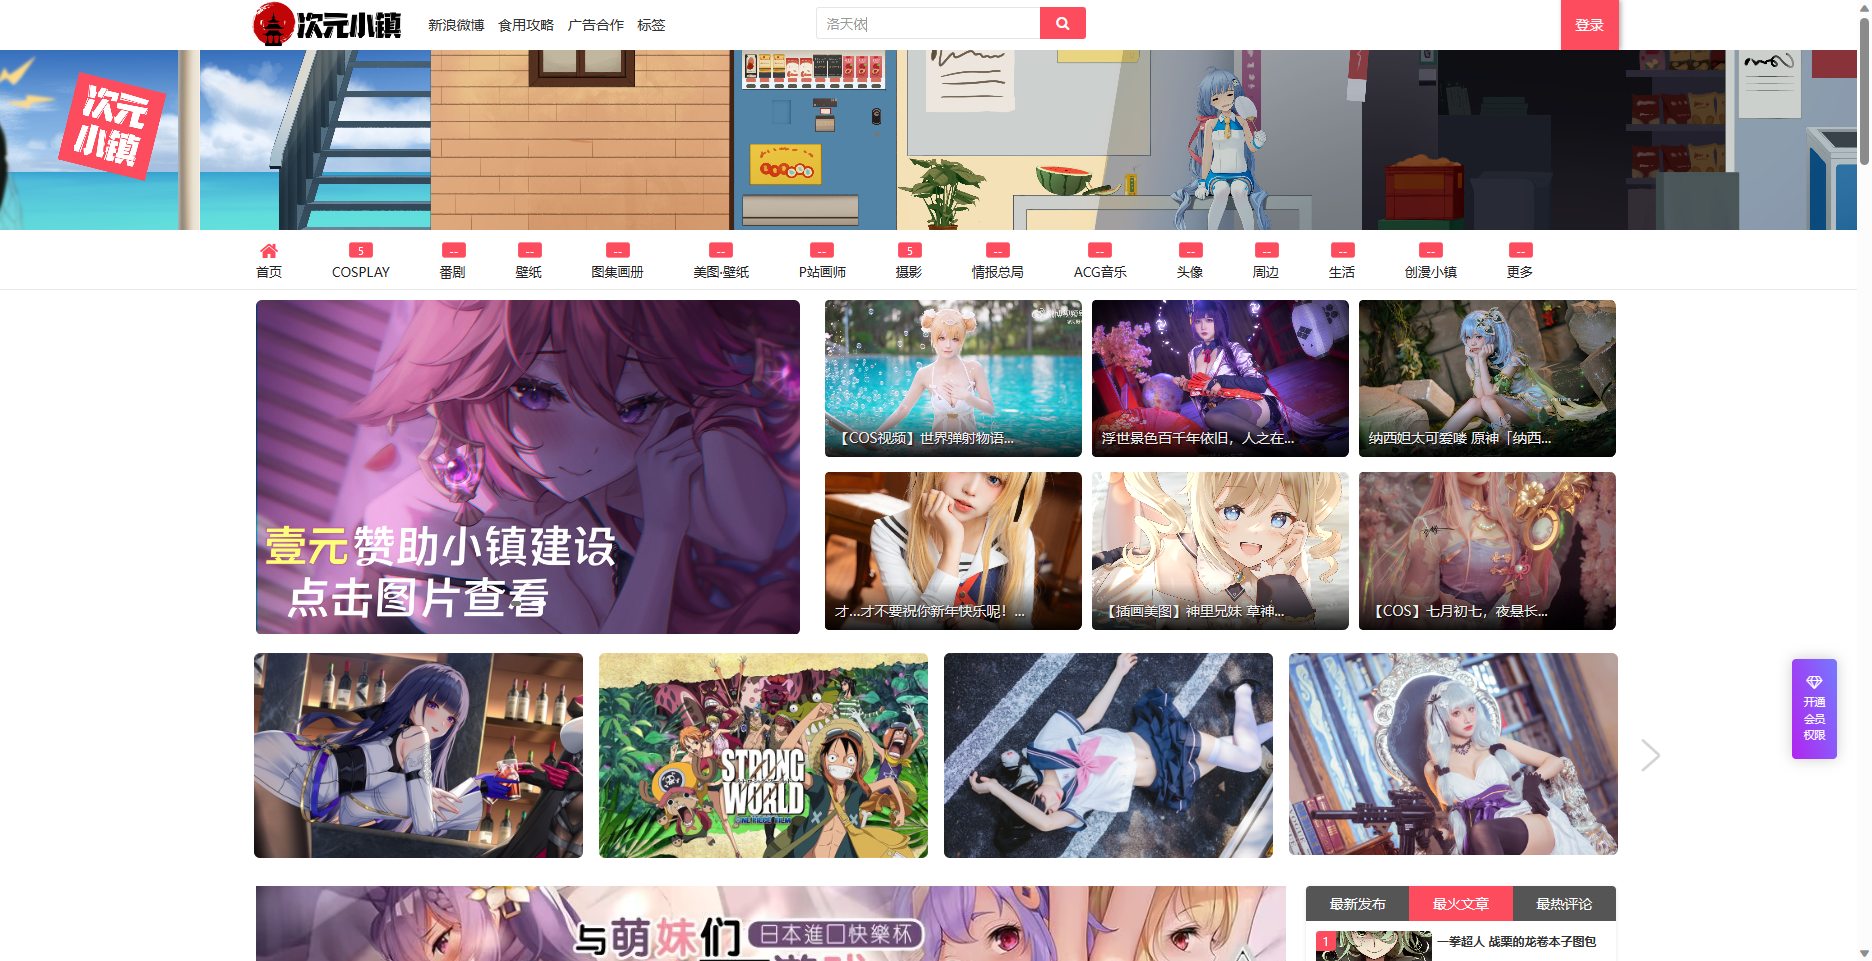 次元小镇
新浪微博 食用攻略 广告合作 标签
洛天依
登录
次元
小镇
5 -- -- -- -- -- 5 -- -- -- -- -- -- --
首页 COSPLAY 番剧 壁纸 图集画册 美图·壁纸 P站画师 摄影 情报总局 ACG音乐 头像 周边 生活 创漫小镇 更多
壹元赞助小镇建设
点击图片查看
【COS视频】世界弹射物语...
浮世景色百千年依旧，人之在...
纳西妲太可爱喽 原神「纳西...
才...才不要祝你新年快乐呢！...
【插画美图】神里兄妹 草神...
【COS】七月初七，夜昼长...
STRONG
WORLD
ONE PIECE FILM
开通
会员
权限
与萌妹们
日本進口快樂杯
最新发布 最火文章 最热评论
1 一拳超人 战栗的龙卷本子图包